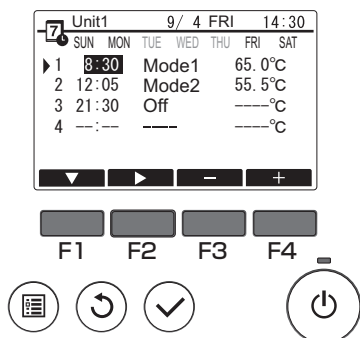 7 Unit1 9/ 4 FRI 14:30
SUN MON TUE WED THU FRI SAT
1 8:30 Mode1 65.0℃
2 12:05 Mode2 55.5℃
3 21:30 Off ----℃
4 --:-- ---- ----℃
− +
F1 F2 F3 F4